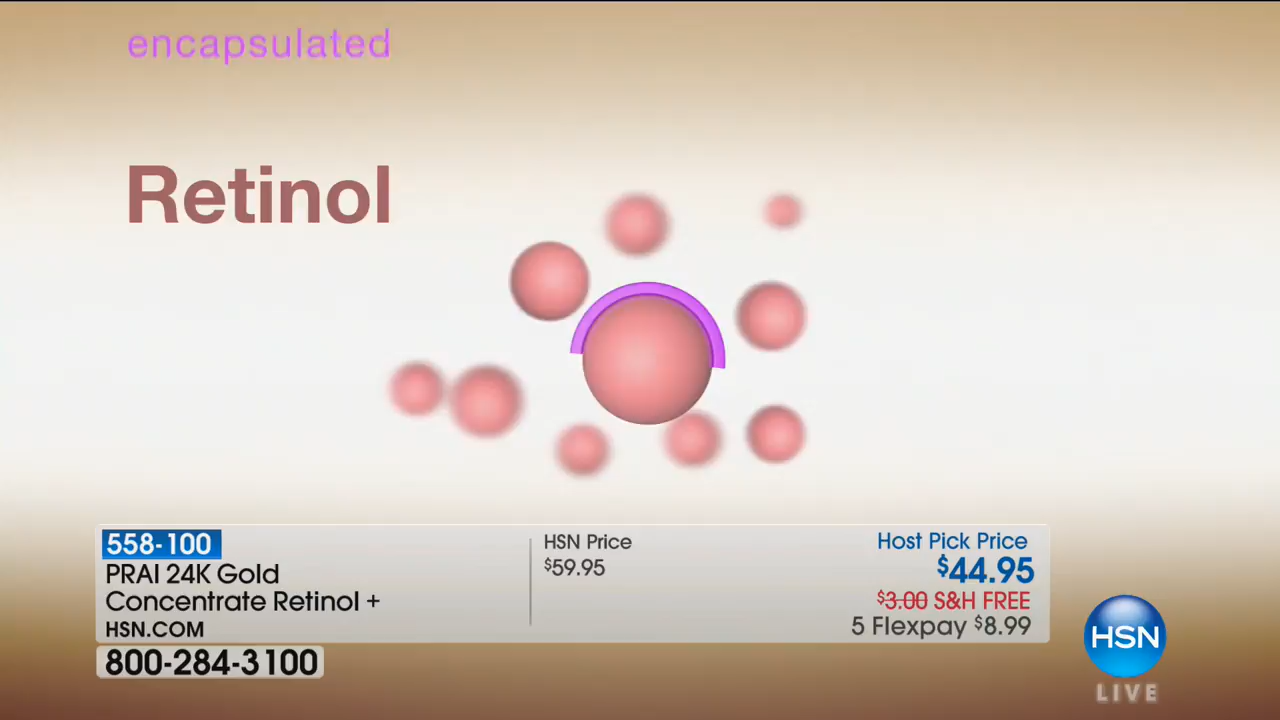 encapsulated
Retinol
558-100
PRAI 24K Gold
Concentrate Retinol +
HSN.COM
800-284-3100
HSN Price
$59.95
Host Pick Price
$44.95
$3.00 S&H FREE
5 Flexpay $8.99
HSN
LIVE